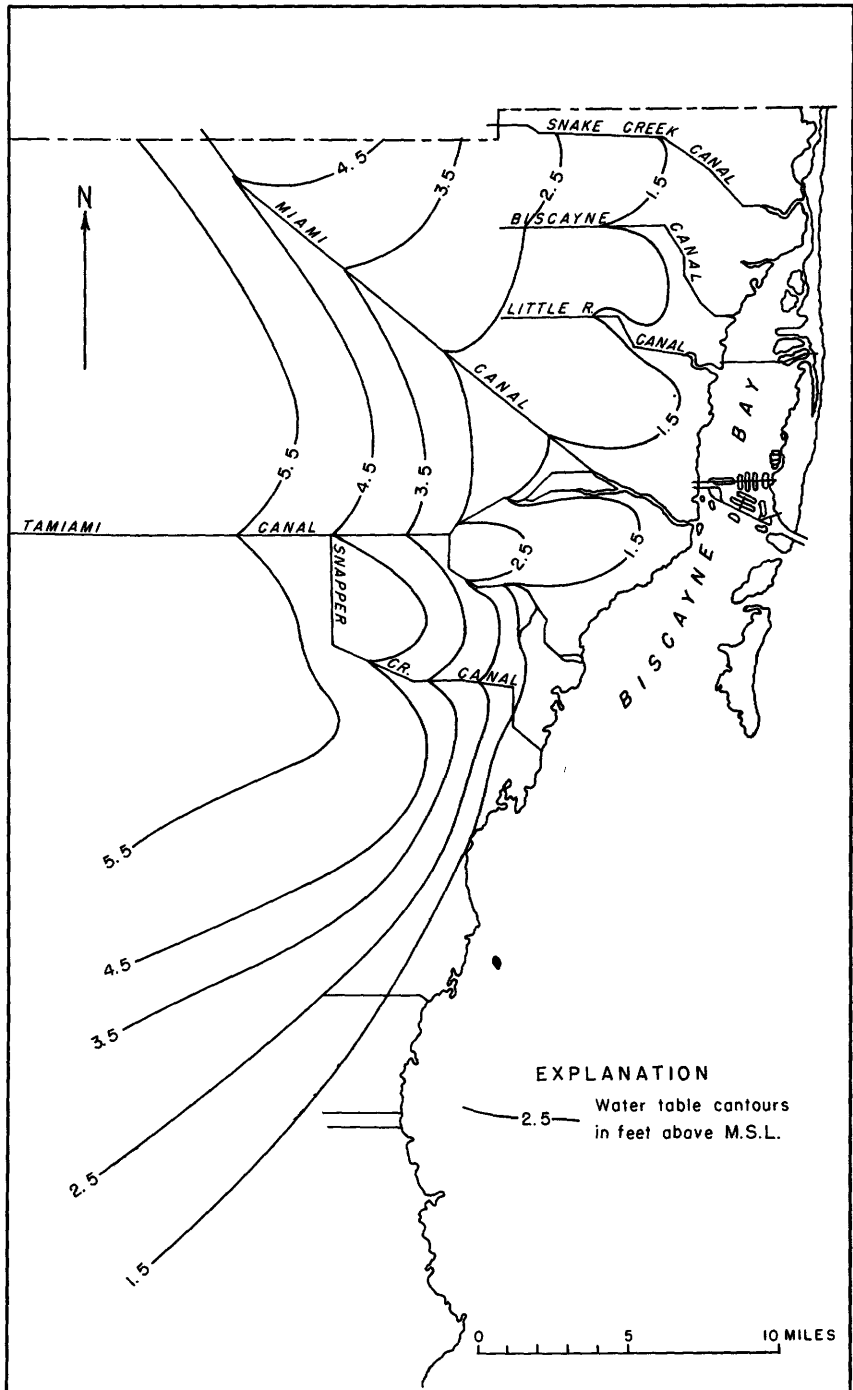 SNAKE CREEK
CANAL
4.5
3.5
2.5
1.5
N
MIAMI
BISCAYNE
CANAL
LITTLE R.
CANAL
CANAL
1.5
BAY
5.5
4.5
3.5
TAMIAMI
CANAL
SNAPPER
2.5
1.5
BISCAYNE
CR.
CANAL
5.5
4.5
3.5
EXPLANATION
2.5
Water table cantours
in feet above M.S.L.
2.5
1.5
0 5 10 MILES